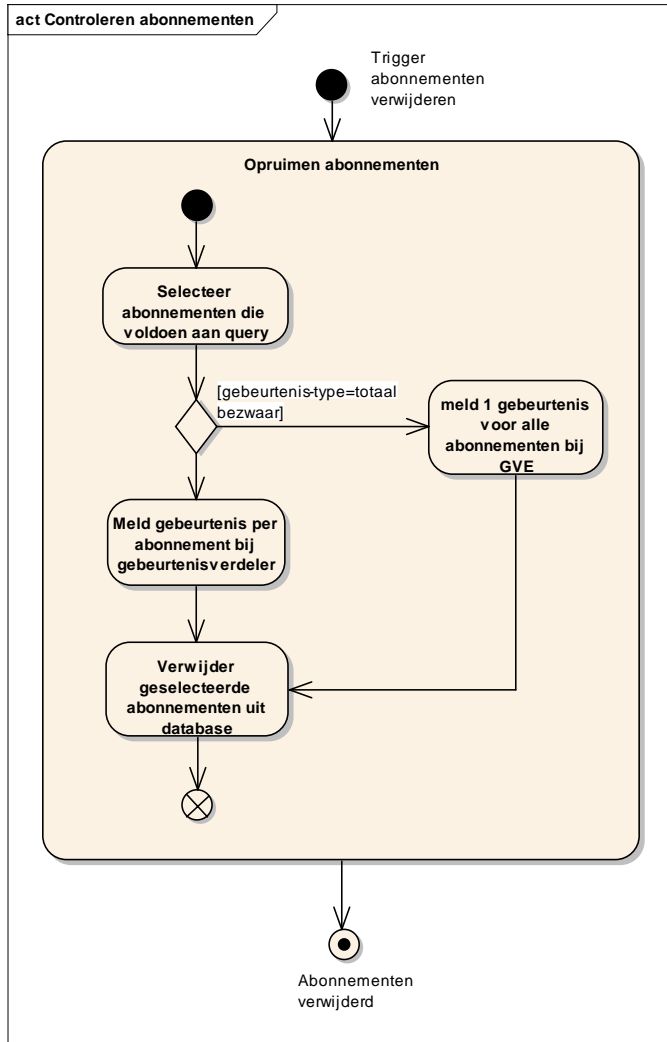 act Controleren abonnementen
Trigger
abonnementen
verwijderen
Opruimen abonnementen
Selecteer
abonnementen die
voldoen aan query
[gebeurtenis-type=totaal
bezwaar]
meld 1 gebeurtenis
voor alle
abonnementen bij
GVE
Meld gebeurtenis per
abonnement bij
gebeurtenisverdeler
Verwijder
geselecteerde
abonnementen uit
database
Abonnementen
verwijderd